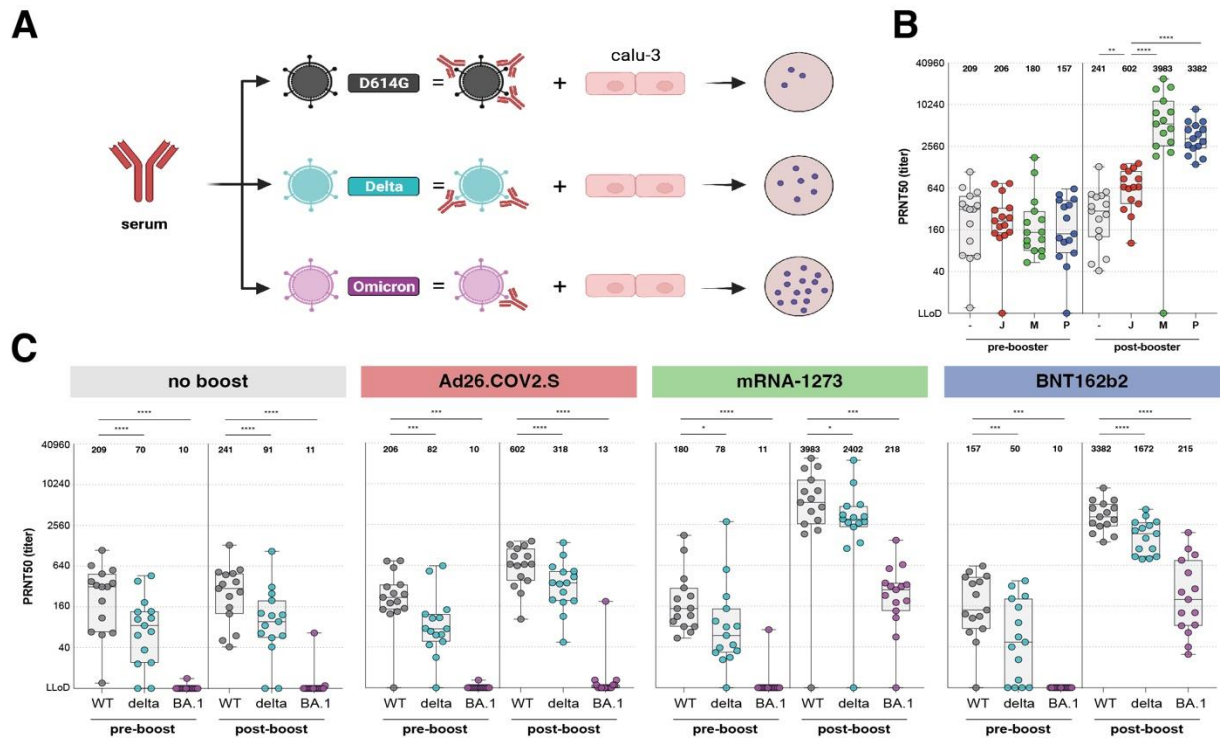 A
serum
D614G
=
+
calu-3
Delta
=
+
Omicron
=
+
B
** **** ****
PRNT50 (titer)
40960
10240
2560
640
160
40
LLoD
209 206 180 157 241 602 3983 3382
- J M P - J M P
pre-booster post-booster
C
no boost Ad26.COV2.S mRNA-1273 BNT162b2
**** **** *** **** **** *** *** ****
**** **** *** **** * * *** ****
209 70 10 241 91 11 206 82 10 602 318 13 180 78 11 3983 2402 218 157 50 10 3382 1672 215
PRNT50 (titer)
40960
10240
2560
640
160
40
LLoD
WT delta BA.1 WT delta BA.1 WT delta BA.1 WT delta BA.1 WT delta BA.1 WT delta BA.1 WT delta BA.1 WT delta BA.1
pre-boost post-boost pre-boost post-boost pre-boost post-boost pre-boost post-boost